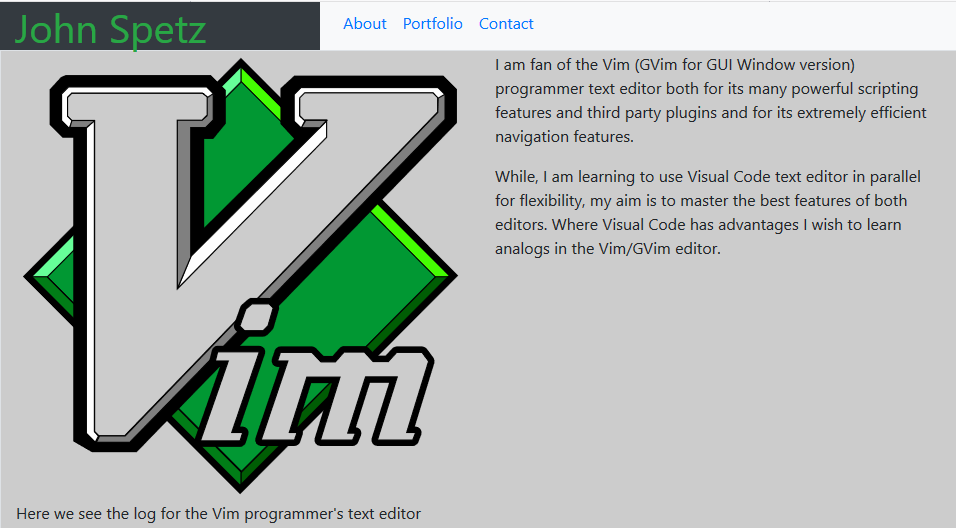 John Spetz
About Portfolio Contact
Vim
I am fan of the Vim (GVim for GUI Window version)
programmer text editor both for its many powerful scripting
features and third party plugins and for its extremely efficient
navigation features.
While, I am learning to use Visual Code text editor in parallel
for flexibility, my aim is to master the best features of both
editors. Where Visual Code has advantages I wish to learn
analogs in the Vim/GVim editor.
Here we see the log for the Vim programmer's text editor